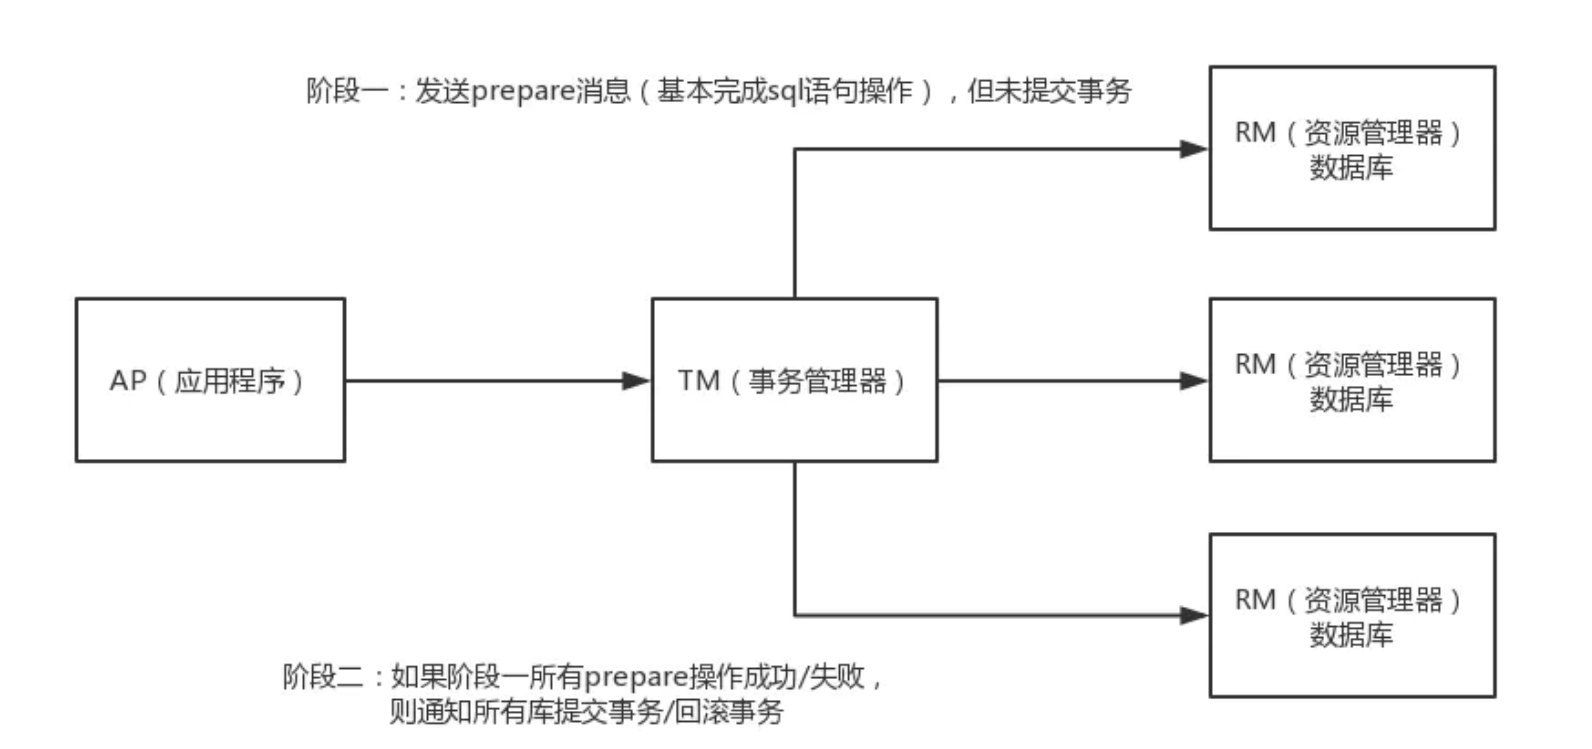 阶段一：发送prepare消息（基本完成sql语句操作），但未提交事务
RM（资源管理器）
数据库
AP（应用程序）
TM（事务管理器）
RM（资源管理器）
数据库
RM（资源管理器）
数据库
阶段二：如果阶段一所有prepare操作成功/失败，
则通知所有库提交事务/回滚事务